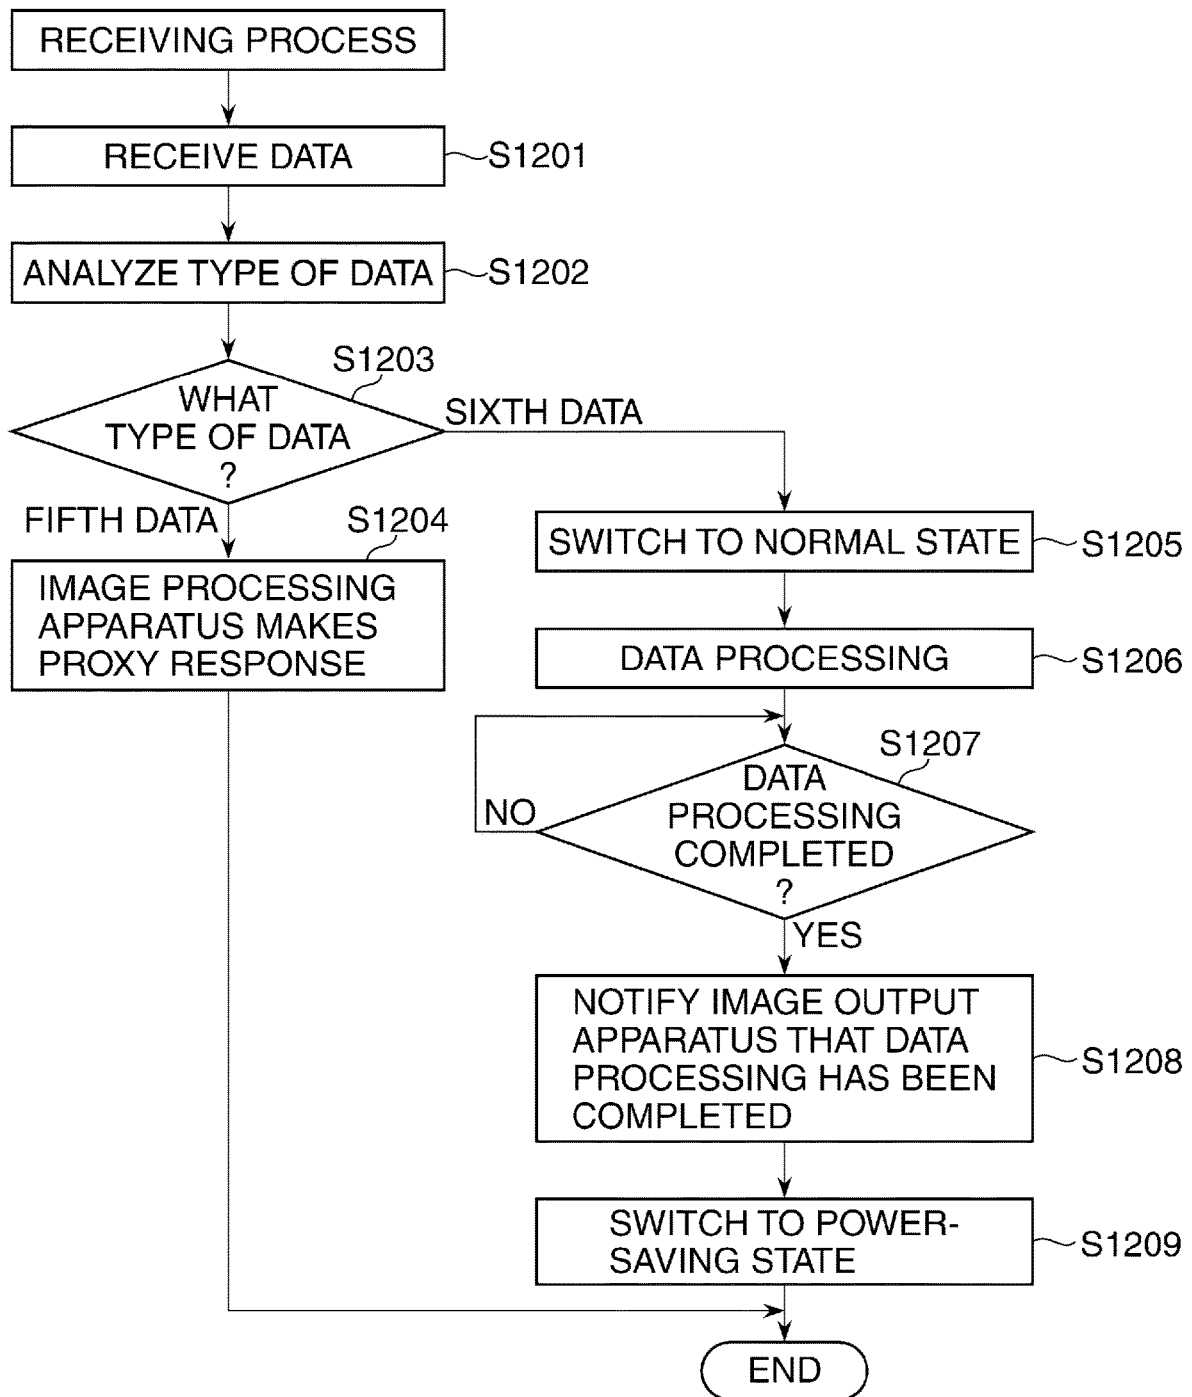 RECEIVING PROCESS
RECEIVE DATA
S1201
ANALYZE TYPE OF DATA
S1202
S1203
WHAT
TYPE OF DATA
?
SIXTH DATA
FIFTH DATA
S1204
IMAGE PROCESSING
APPARATUS MAKES
PROXY RESPONSE
SWITCH TO NORMAL STATE
S1205
DATA PROCESSING
S1206
S1207
DATA
PROCESSING
COMPLETED
?
NO
YES
NOTIFY IMAGE OUTPUT
APPARATUS THAT DATA
PROCESSING HAS BEEN
COMPLETED
S1208
SWITCH TO POWER-
SAVING STATE
S1209
END